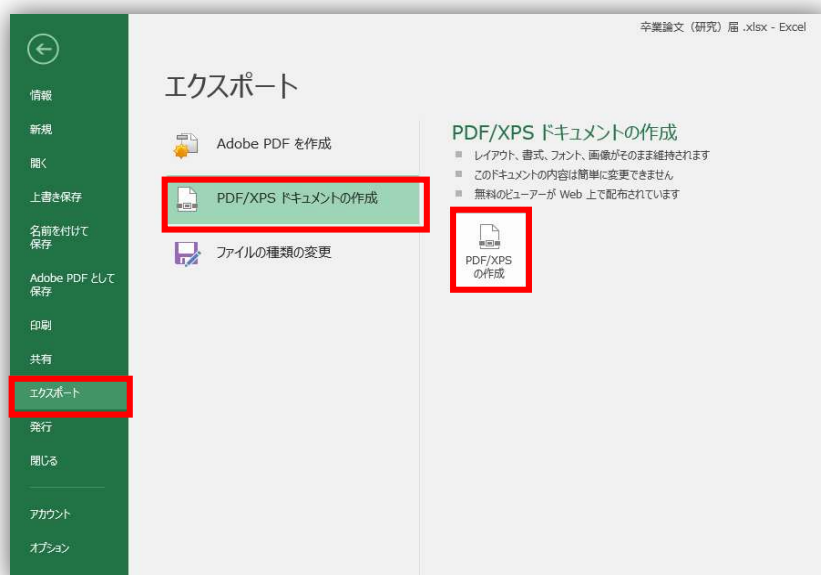 卒業論文（研究）届 .xlsx - Excel
情報
新規
開く
上書き保存
名前を付けて
保存
Adobe PDF として
保存
印刷
共有
エクスポート
発行
閉じる
アカウント
オプション
エクスポート
Adobe PDF を作成
PDF/XPS ドキュメントの作成
ファイルの種類の変更
PDF/XPS ドキュメントの作成
レイアウト、書式、フォント、画像がそのまま維持されます
このドキュメントの内容は簡単に変更できません
無料のビューアーが Web 上で配布されています
PDF/XPS
の作成